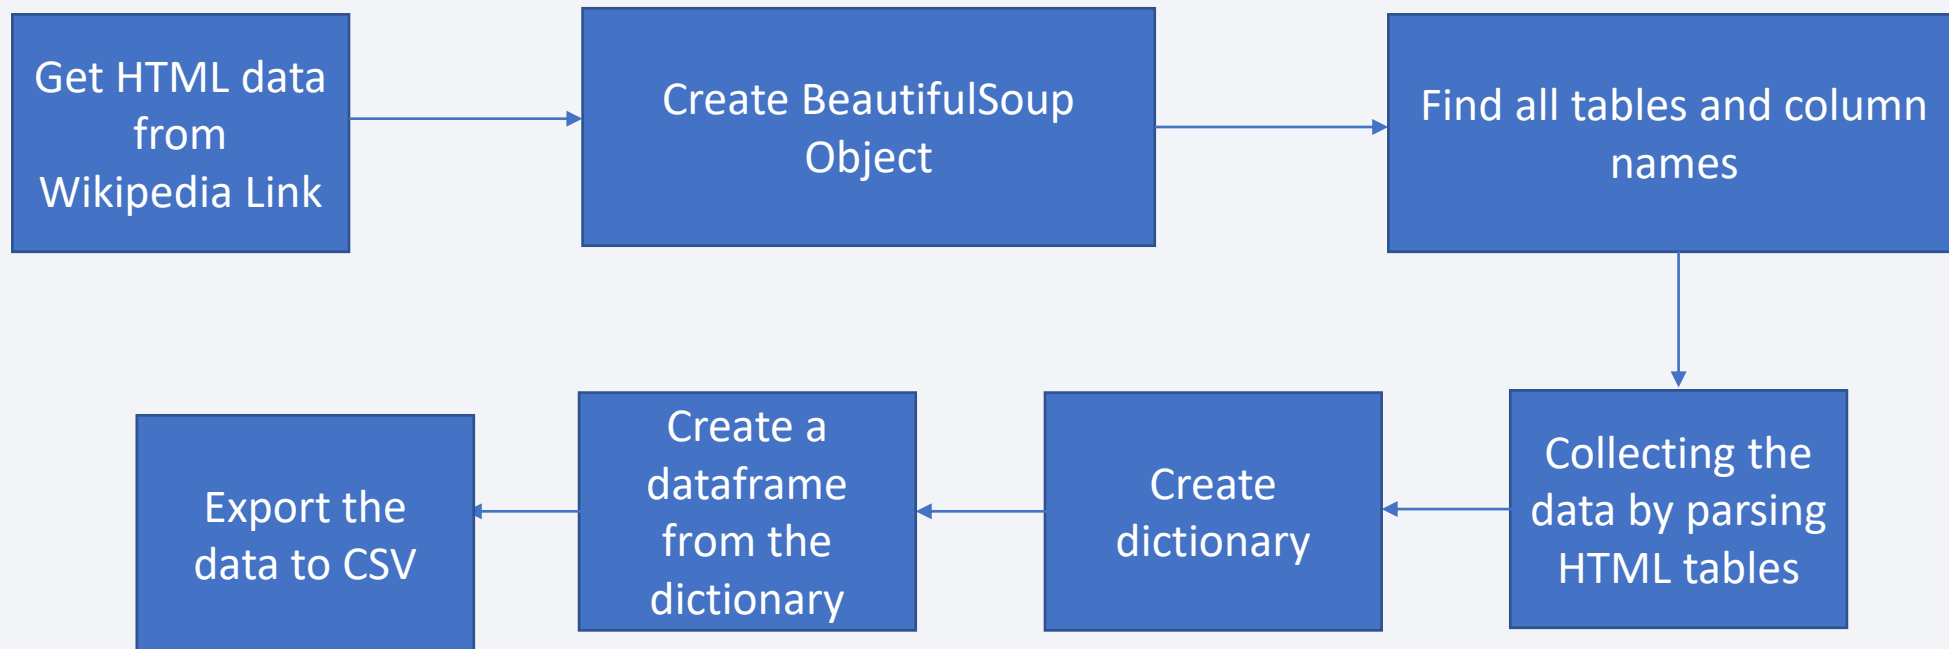 Get HTML data
from
Wikipedia Link
Create BeautifulSoup
Object
Find all tables and column
names
Collecting the
data by parsing
HTML tables
Create
dictionary
Create a
dataframe
from the
dictionary
Export the
data to CSV